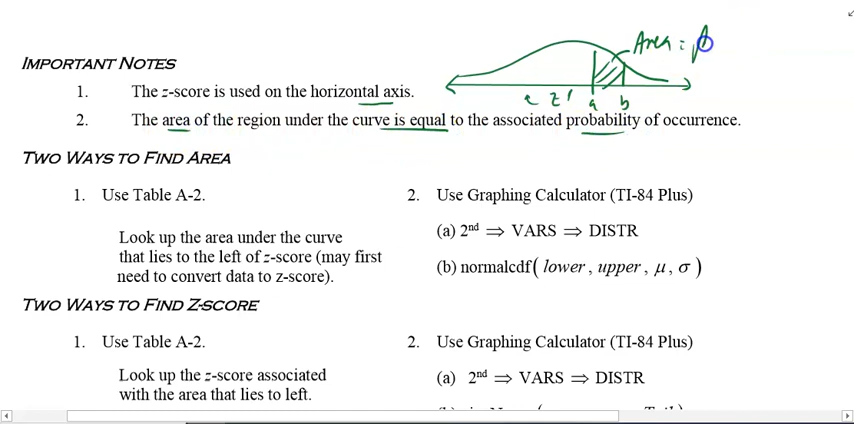 Area = p
IMPORTANT NOTES
1. The z-score is used on the horizontal axis.
z's a b
2. The area of the region under the curve is equal to the associated probability of occurrence.
TWO WAYS TO FIND AREA
1. Use Table A-2.
Look up the area under the curve
that lies to the left of z-score (may first
need to convert data to z-score).
2. Use Graphing Calculator (TI-84 Plus)
(a) 2nd ⇒ VARS ⇒ DISTR
(b) normalcdf( lower , upper , μ , σ )
TWO WAYS TO FIND Z-SCORE
1. Use Table A-2.
Look up the z-score associated
with the area that lies to left.
2. Use Graphing Calculator (TI-84 Plus)
(a) 2nd ⇒ VARS ⇒ DISTR